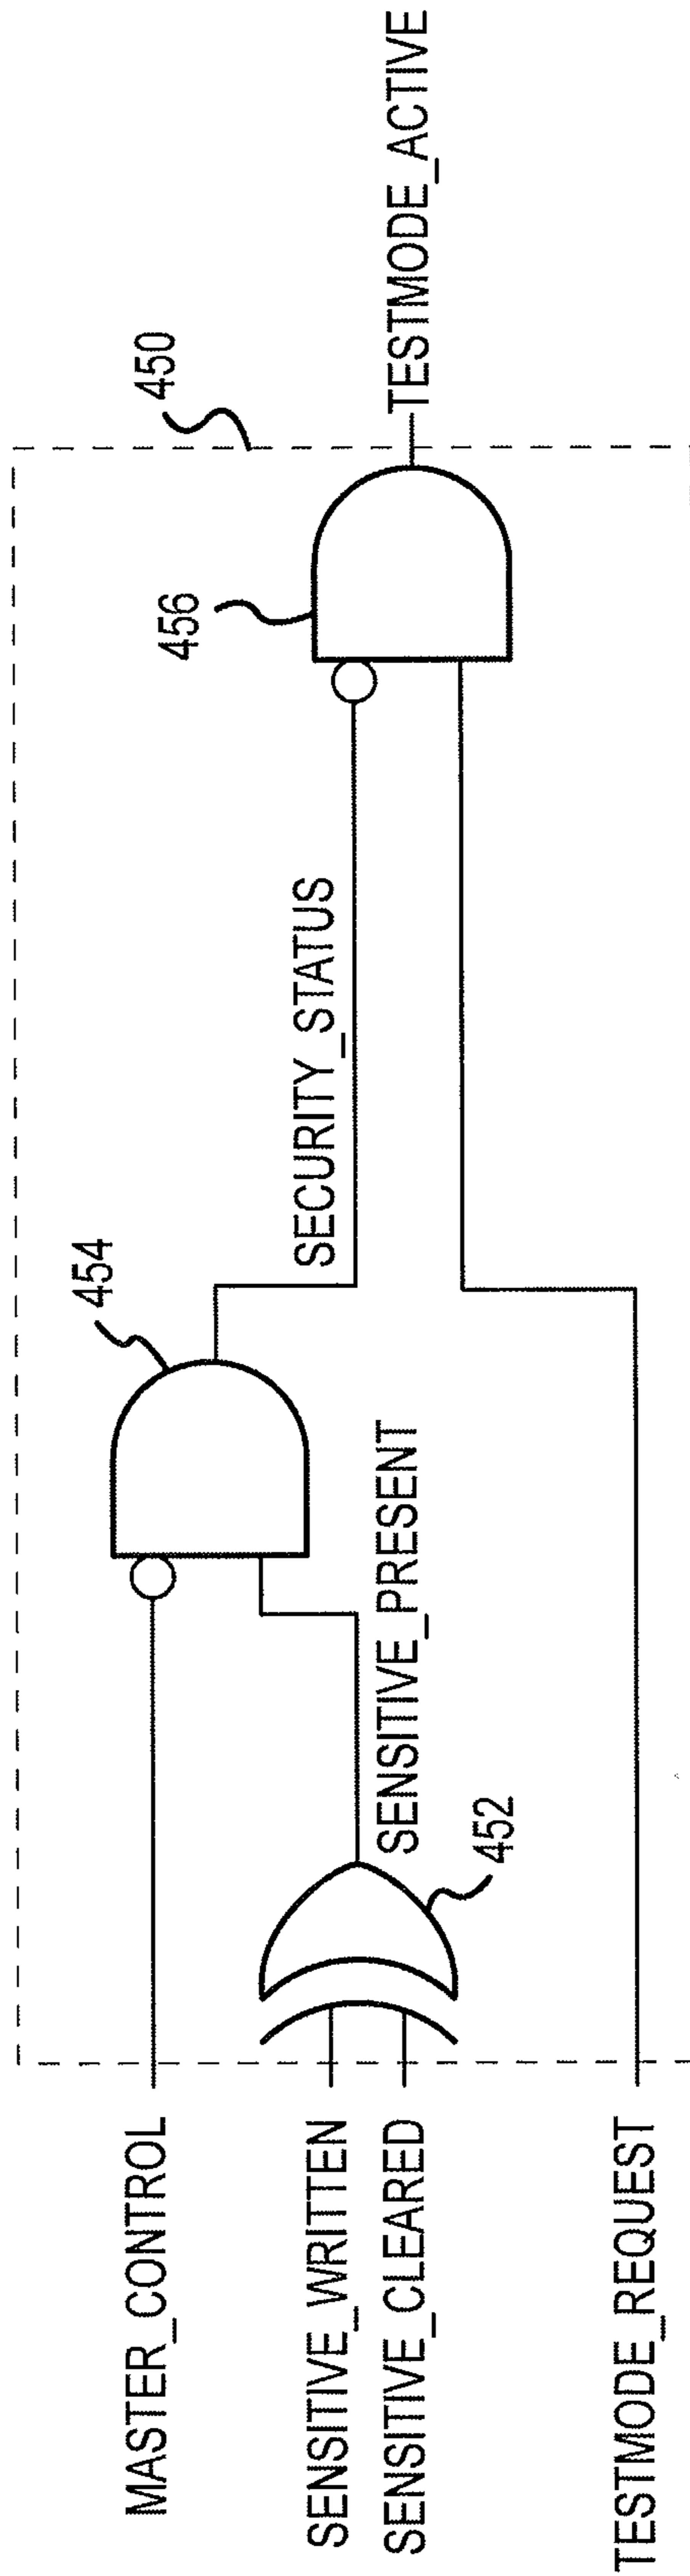 MASTER_CONTROL
SENSITIVE_WRITTEN
SENSITIVE_CLEARED
TESTMODE_REQUEST
452
SENSITIVE_PRESENT
454
SECURITY_STATUS
456
450
TESTMODE_ACTIVE